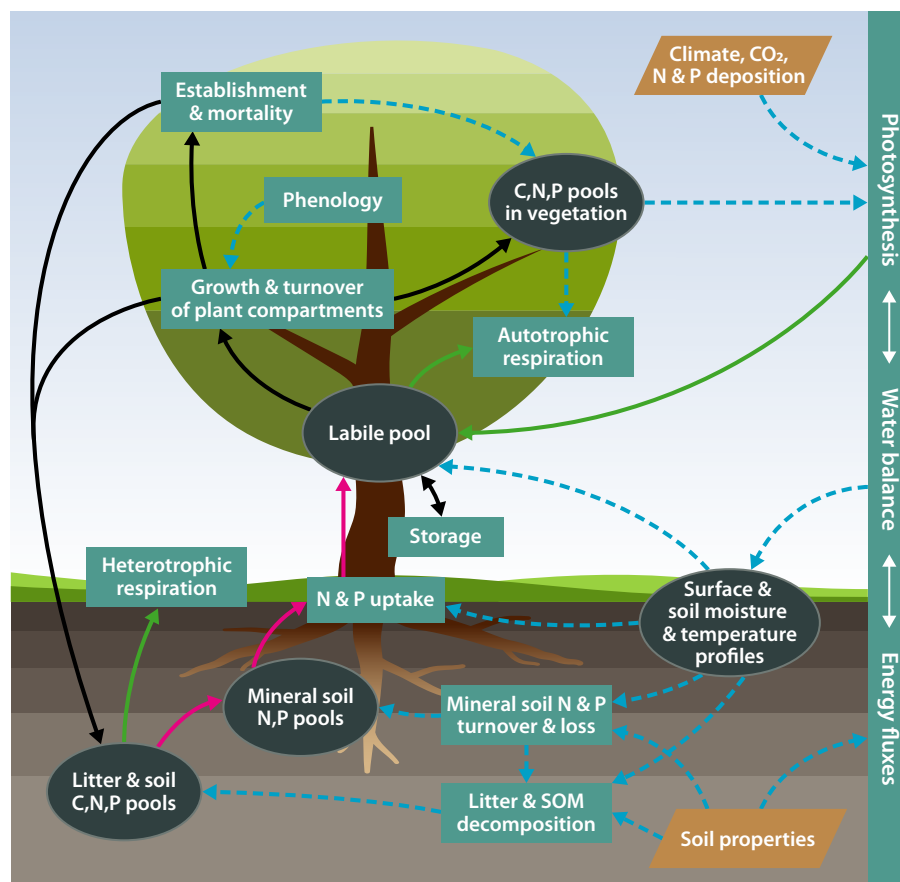 Climate, CO₂,
N & P deposition
Establishment
& mortality
Phenology
C,N,P pools
in vegetation
Growth & turnover
of plant compartments
Autotrophic
respiration
Labile pool
Storage
Heterotrophic
respiration
N & P uptake
Surface &
soil moisture
& temperature
profiles
Mineral soil
N,P pools
Mineral soil N & P
turnover & loss
Litter & soil
C,N,P pools
Litter & SOM
decomposition
Soil properties
Photosynthesis
Water balance
Energy fluxes